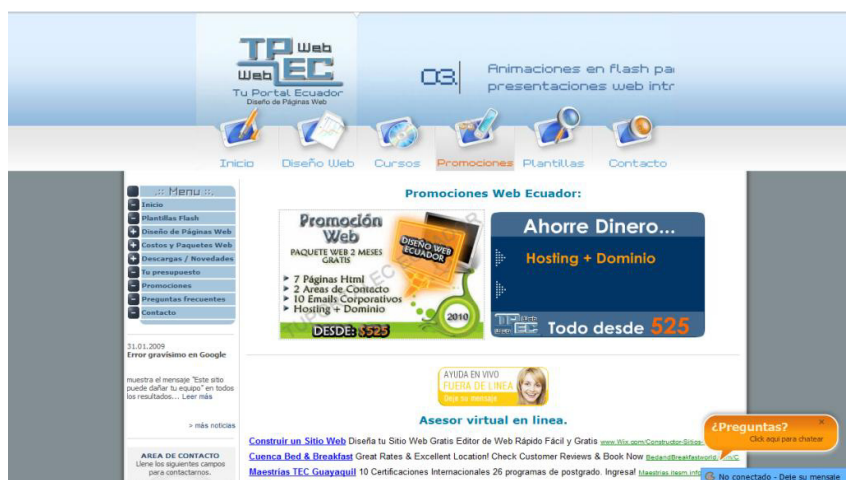 TP Web
Web EC
Tu Portal Ecuador
Diseño de Páginas Web
03.
Animaciones en flash pa
presentaciones web intr
Inicio
Diseño Web
Cursos
Promociones
Plantillas
Contacto
.:: Menu ::.
Inicio
Plantillas Flash
Diseño de Páginas Web
Costos y Paquetes Web
Descargas / Novedades
Tu presupuesto
Promociones
Preguntas frecuentes
Contacto
31.01.2009
Error gravísimo en Google
muestra el mensaje "Este sitio
puede dañar tu equipo" en todos
los resultados... Leer más
> más noticias
AREA DE CONTACTO
Llene los siguientes campos
para contactarnos.
Promociones Web Ecuador:
Promoción
Web
PAQUETE WEB 2 MESES
GRATIS
DISEÑO WEB
ECUADOR
7 Páginas Html
2 Areas de Contacto
10 Emails Corporativos
Hosting + Dominio
2010
DESDE: $525
Ahorre Dinero...
Hosting + Dominio
Todo desde 525
AYUDA EN VIVO
FUERA DE LINEA
Deje su mensaje
Asesor virtual en linea.
Construir un Sitio Web Diseña tu Sitio Web Gratis Editor de Web Rápido Fácil y Gratis www.Wix.com/Constructor-Sitios-
Cuenca Bed & Breakfast Great Rates & Excellent Location! Check Customer Reviews & Book Now
Maestrías TEC Guayaquil 10 Certificaciones Internacionales 26 programas de postgrado. Ingresa!
¿Preguntas?
Click aqui para chatear
No conectado - Deje su mensaje